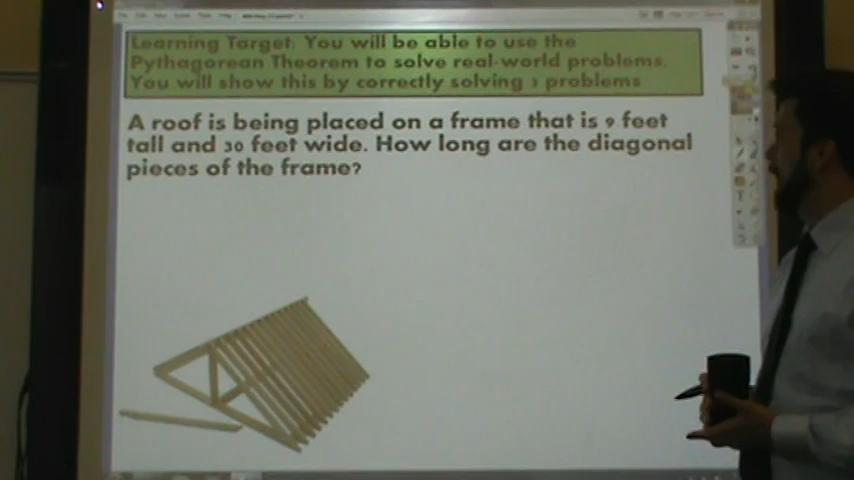 Learning Target: You will be able to use the
Pythagorean Theorem to solve real-world problems.
You will show this by correctly solving 3 problems
A roof is being placed on a frame that is 9 feet
tall and 30 feet wide. How long are the diagonal
pieces of the frame?